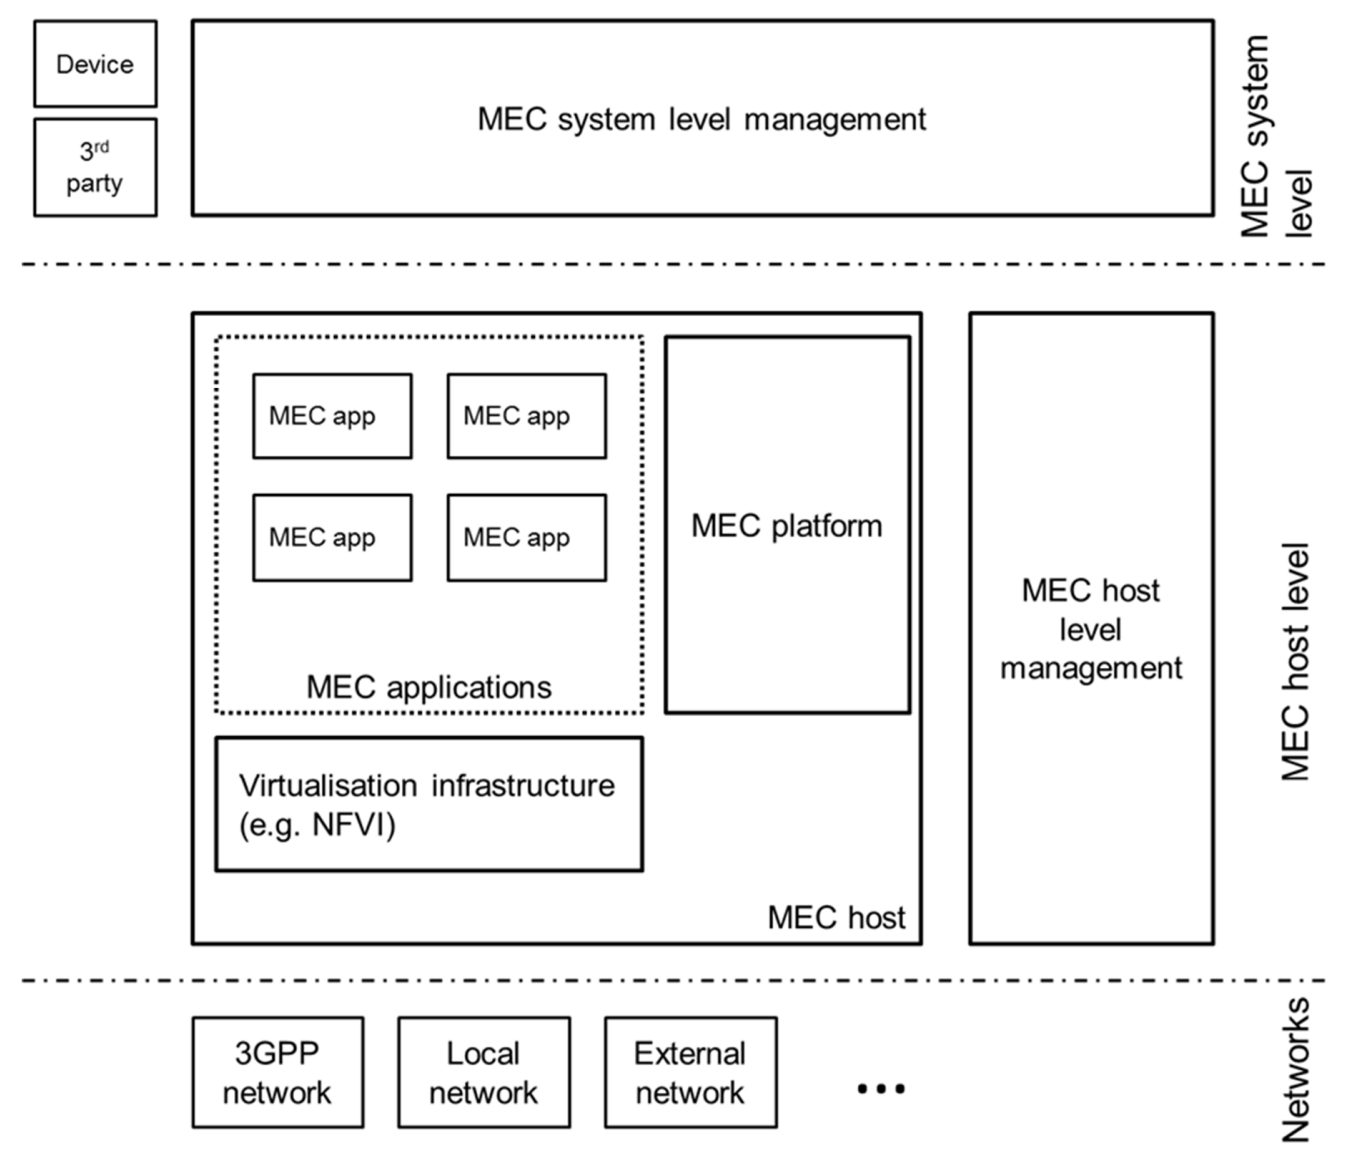 Device
3rd
party
MEC system level management
MEC system
level
MEC app
MEC app
MEC app
MEC app
MEC applications
MEC platform
Virtualisation infrastructure
(e.g. NFVI)
MEC host
MEC host
level
management
MEC host level
3GPP
network
Local
network
External
network
...
Networks